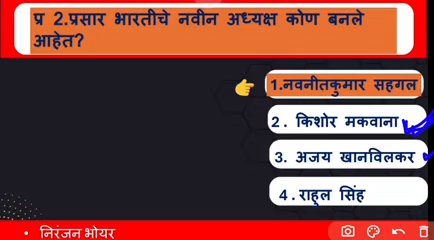 प्र 2.प्रसार भारतीचे नवीन अध्यक्ष कोण बनले
आहेत?
1.नवनीतकुमार सहगल
2. किशोर मकवाना
3. अजय खानविलकर
4.राहूल सिंह
• निरंजन भोयर